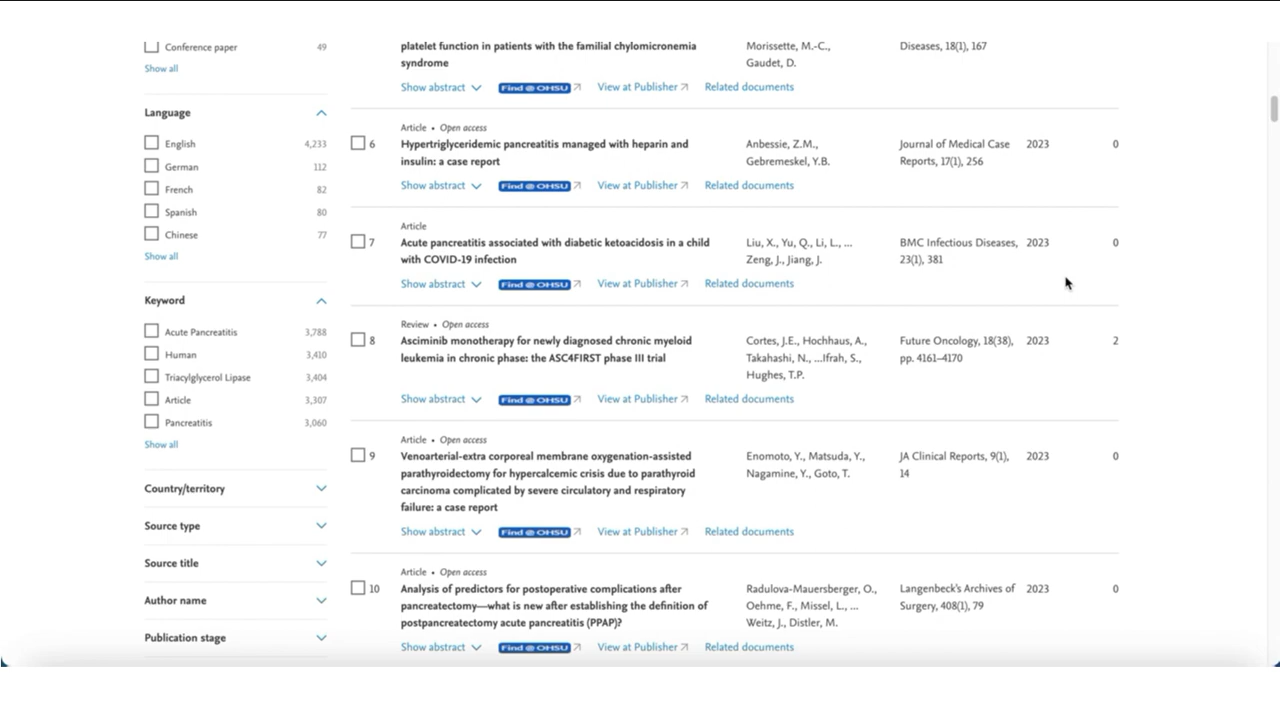 Conference paper 49
Show all
Language
English 4,233
German 112
French 82
Spanish 80
Chinese 77
Show all
Keyword
Acute Pancreatitis 3,788
Human 3,410
Triacylglycerol Lipase 3,404
Article 3,307
Pancreatitis 3,060
Show all
Country/territory
Source type
Source title
Author name
Publication stage
platelet function in patients with the familial chylomicronemia
syndrome
Morissette, M.-C.,
Gaudet, D.
Diseases, 18(1), 167
Show abstract Find @ OHSU View at Publisher Related documents
6
Article • Open access
Hypertriglyceridemic pancreatitis managed with heparin and
insulin: a case report
Anbessie, Z.M.,
Gebremeskel, Y.B.
Journal of Medical Case
Reports, 17(1), 256
2023
0
Show abstract Find @ OHSU View at Publisher Related documents
7
Article
Acute pancreatitis associated with diabetic ketoacidosis in a child
with COVID-19 infection
Liu, X., Yu, Q., Li, L., ...
Zeng, J., Jiang, J.
BMC Infectious Diseases,
23(1), 381
2023
0
Show abstract Find @ OHSU View at Publisher Related documents
8
Review • Open access
Asciminib monotherapy for newly diagnosed chronic myeloid
leukemia in chronic phase: the ASC4FIRST phase III trial
Cortes, J.E., Hochhaus, A.,
Takahashi, N., ...Ifrah, S.,
Hughes, T.P.
Future Oncology, 18(38),
pp. 4161–4170
2023
2
Show abstract Find @ OHSU View at Publisher Related documents
9
Article • Open access
Venoarterial-extra corporeal membrane oxygenation-assisted
parathyroidectomy for hypercalcemic crisis due to parathyroid
carcinoma complicated by severe circulatory and respiratory
failure: a case report
Enomoto, Y., Matsuda, Y.,
Nagamine, Y., Goto, T.
JA Clinical Reports, 9(1),
14
2023
0
Show abstract Find @ OHSU View at Publisher Related documents
10
Article • Open access
Analysis of predictors for postoperative complications after
pancreatectomy—what is new after establishing the definition of
postpancreatectomy acute pancreatitis (PPAP)?
Radulova-Mauersberger, O.,
Oehme, F., Missel, L., ...
Weitz, J., Distler, M.
Langenbeck's Archives of
Surgery, 408(1), 79
2023
0
Show abstract Find @ OHSU View at Publisher Related documents